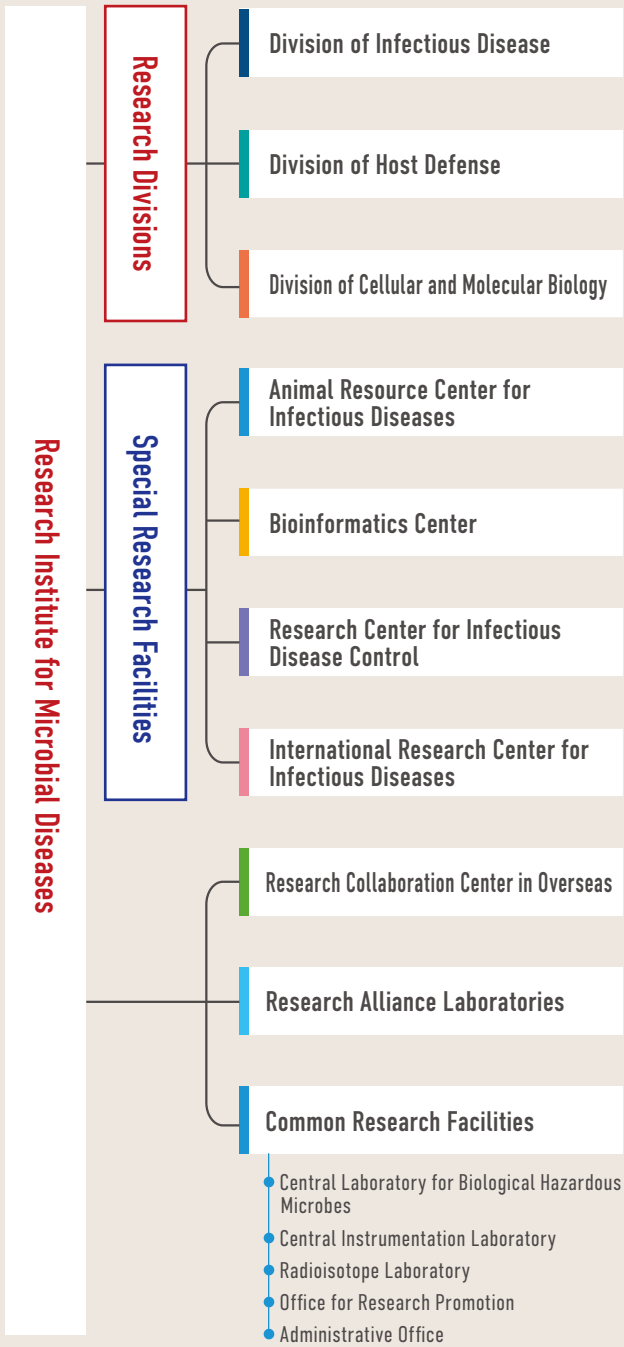 Research Institute for Microbial Diseases
Research Divisions
Division of Infectious Disease
Division of Host Defense
Division of Cellular and Molecular Biology
Special Research Facilities
Animal Resource Center for
Infectious Diseases
Bioinformatics Center
Research Center for Infectious
Disease Control
International Research Center for
Infectious Diseases
Research Collaboration Center in Overseas
Research Alliance Laboratories
Common Research Facilities
Central Laboratory for Biological Hazardous
Microbes
Central Instrumentation Laboratory
Radioisotope Laboratory
Office for Research Promotion
Administrative Office